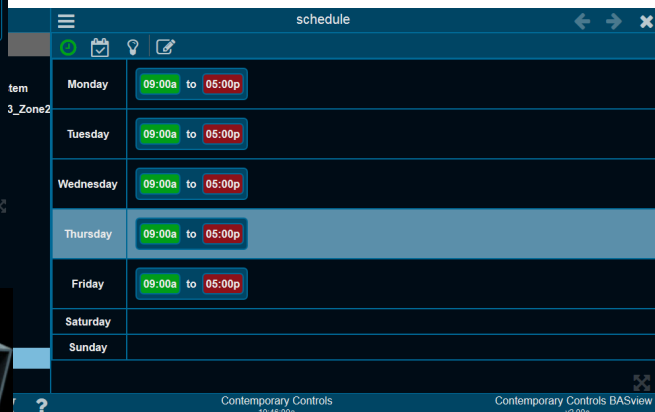 schedule
tem
3_Zone2
Monday 09:00a to 05:00p
Tuesday 09:00a to 05:00p
Wednesday 09:00a to 05:00p
Thursday 09:00a to 05:00p
Friday 09:00a to 05:00p
Saturday
Sunday
? Contemporary Controls Contemporary Controls BASview